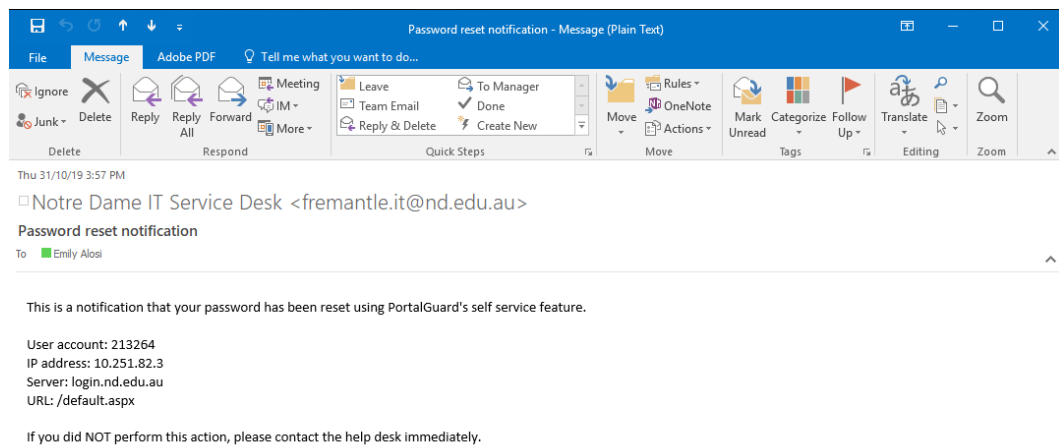 Password reset notification - Message (Plain Text)
File Message Adobe PDF Tell me what you want to do...
Ignore
Junk
Delete
Reply
Reply All
Forward
Meeting
IM
More
Leave
Team Email
Reply & Delete
To Manager
Done
Create New
Move
Rules
OneNote
Actions
Mark Unread
Categorize
Follow Up
Translate
Zoom
Delete Respond Quick Steps Move Tags Editing Zoom
Thu 31/10/19 3:57 PM
Notre Dame IT Service Desk <fremantle.it@nd.edu.au>
Password reset notification
To Emily Alosi
This is a notification that your password has been reset using PortalGuard's self service feature.
User account: 213264
IP address: 10.251.82.3
Server: login.nd.edu.au
URL: /default.aspx
If you did NOT perform this action, please contact the help desk immediately.